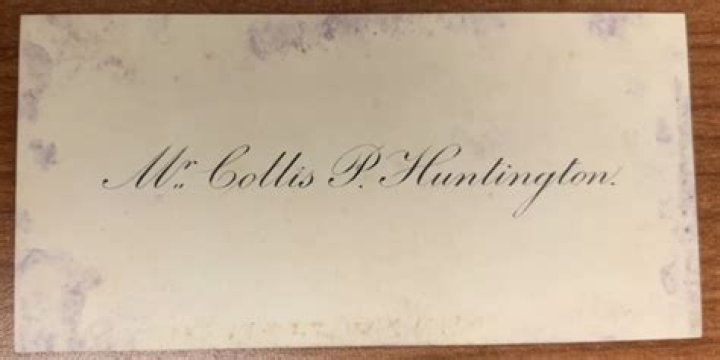 Mr. Collis P. Huntington.